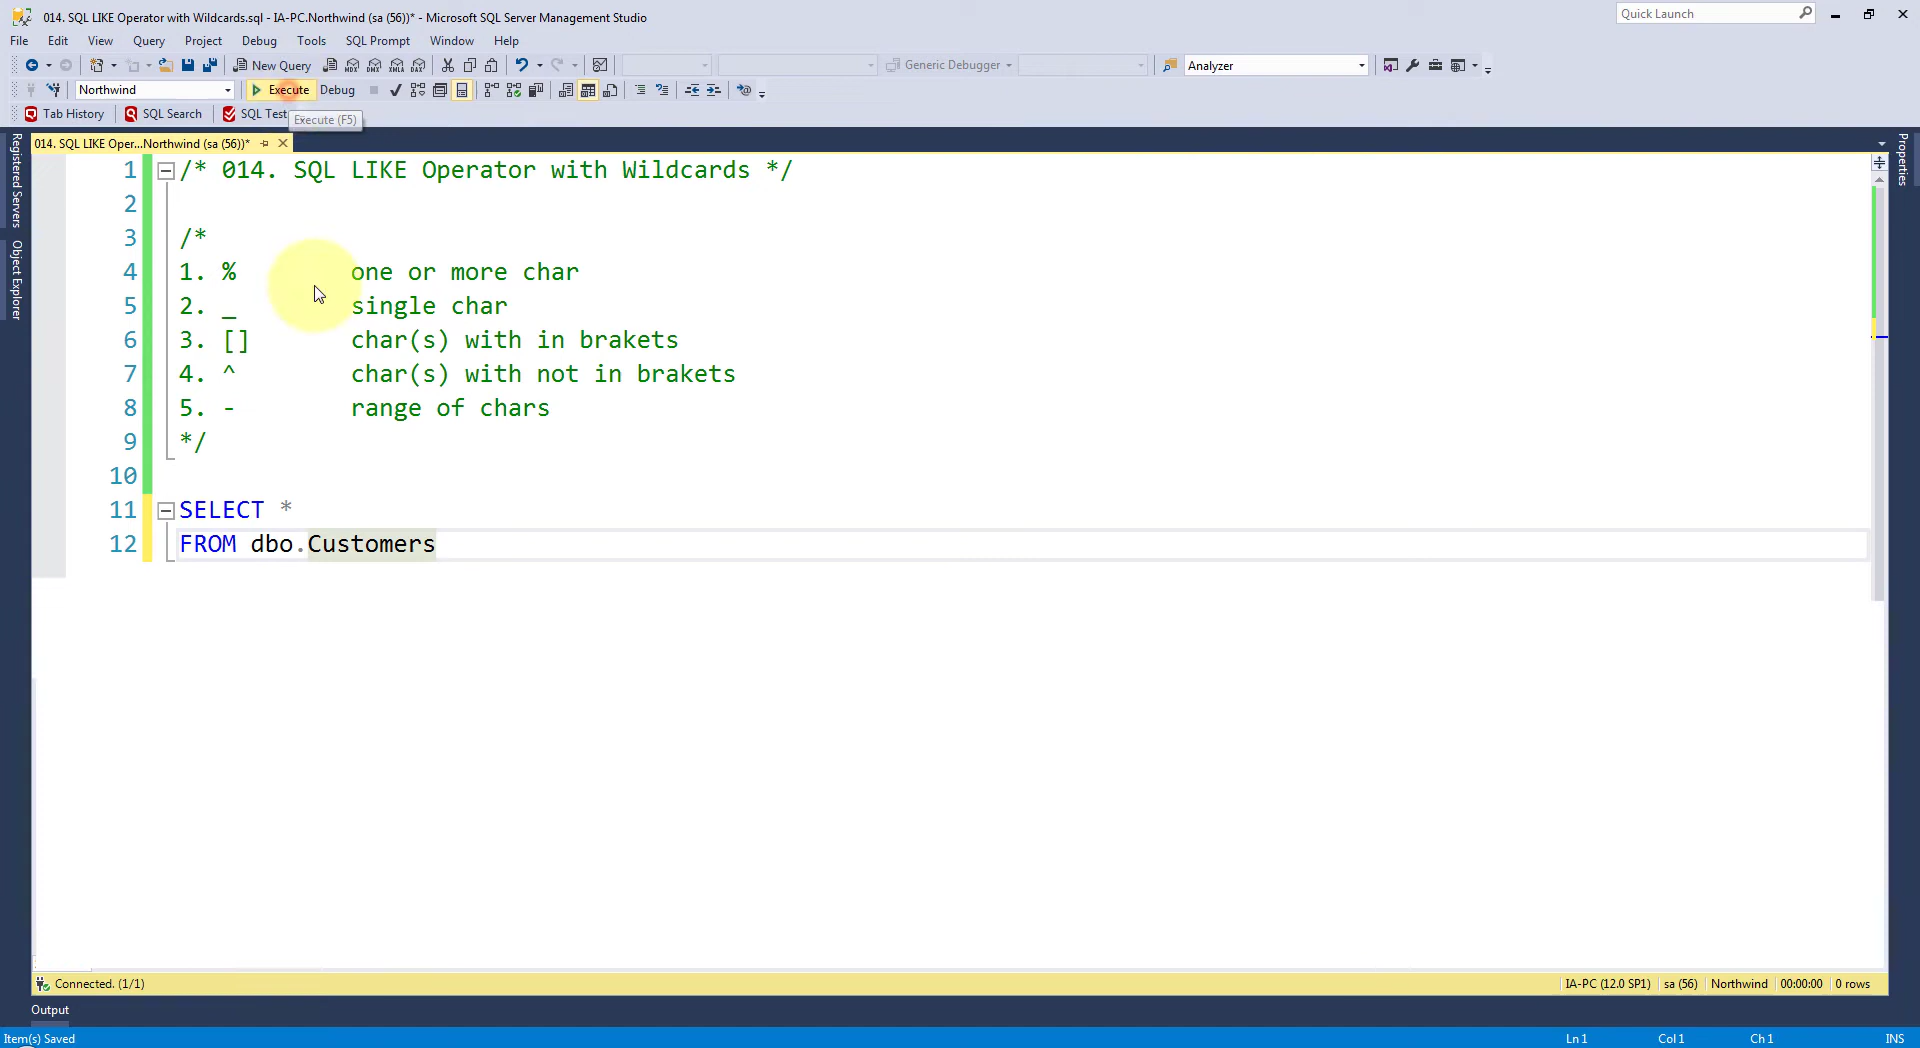 014. SQL LIKE Operator with Wildcards.sql - IA-PC.Northwind (sa (56))* - Microsoft SQL Server Management Studio
Quick Launch
File Edit View Query Project Debug Tools SQL Prompt Window Help
New Query MDX DMX XMLA DAX Generic Debugger Analyzer
Northwind Execute Debug
Tab History SQL Search SQL Test
Execute (F5)
014. SQL LIKE Oper...Northwind (sa (56))*
Registered Servers
Object Explorer
Properties
1 /* 014. SQL LIKE Operator with Wildcards */
2
3 /*
4 1. % one or more char
5 2. _ single char
6 3. [] char(s) with in brakets
7 4. ^ char(s) with not in brakets
8 5. - range of chars
9 */
10
11 SELECT *
12 FROM dbo.Customers
Connected. (1/1) IA-PC (12.0 SP1) sa (56) Northwind 00:00:00 0 rows
Output
Item(s) Saved Ln 1 Col 1 Ch 1 INS